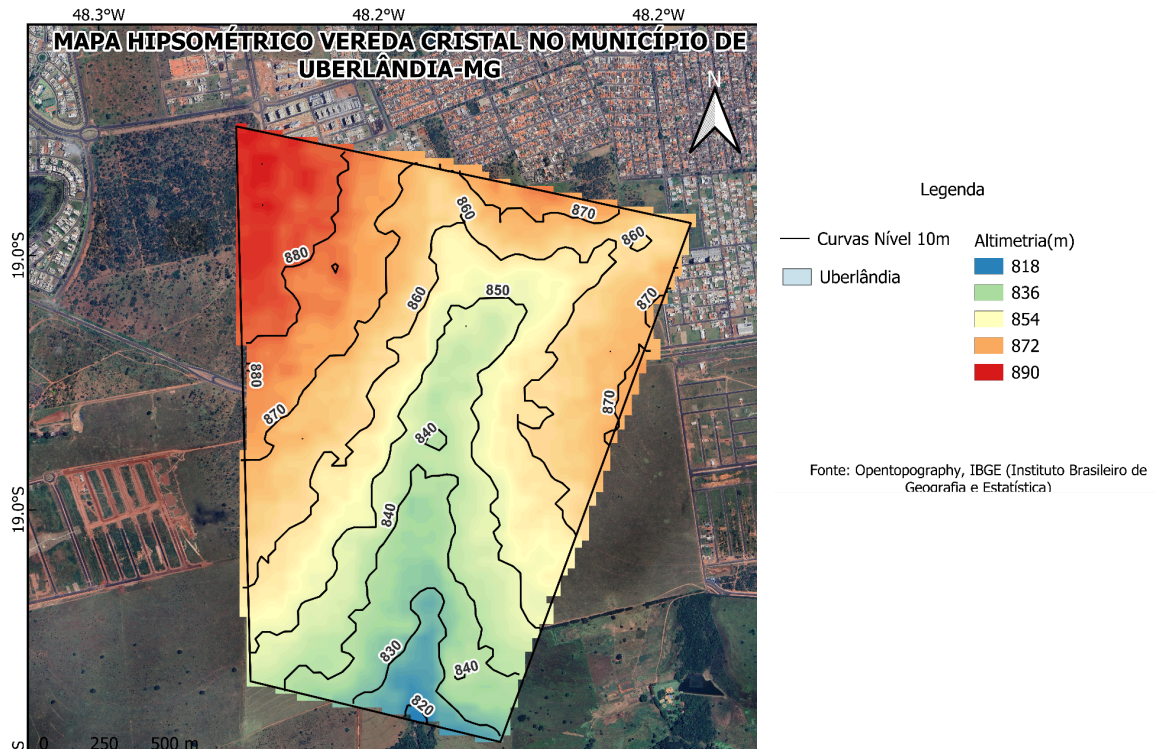 48.3°W 48.2°W 48.2°W
MAPA HIPSOMÉTRICO VEREDA CRISTAL NO MUNICÍPIO DE
UBERLÂNDIA-MG
N
870
860
860
880
19.0°S
850
860
870
880
870
870
840
840
19.0°S
830
840
820
S
0 250 500 m
Legenda
Curvas Nível 10m
Uberlândia
Altimetria(m)
818
836
854
872
890
Fonte: Opentopography, IBGE (Instituto Brasileiro de
Geografia e Estatística)